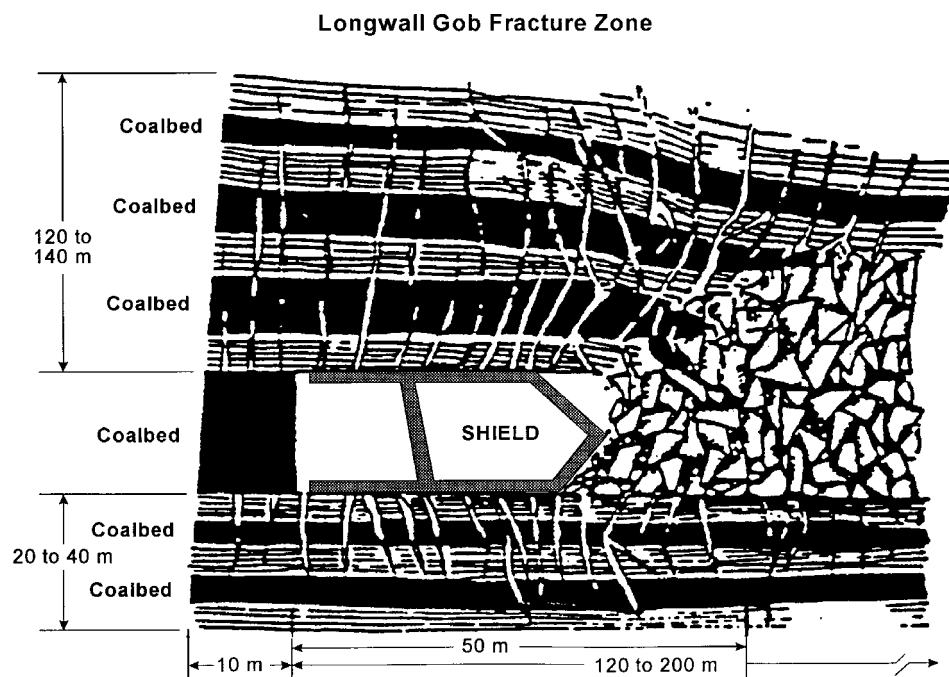 Longwall Gob Fracture Zone
Coalbed
Coalbed
120 to
140 m
Coalbed
Coalbed
SHIELD
Coalbed
20 to 40 m
Coalbed
50 m
10 m
120 to 200 m